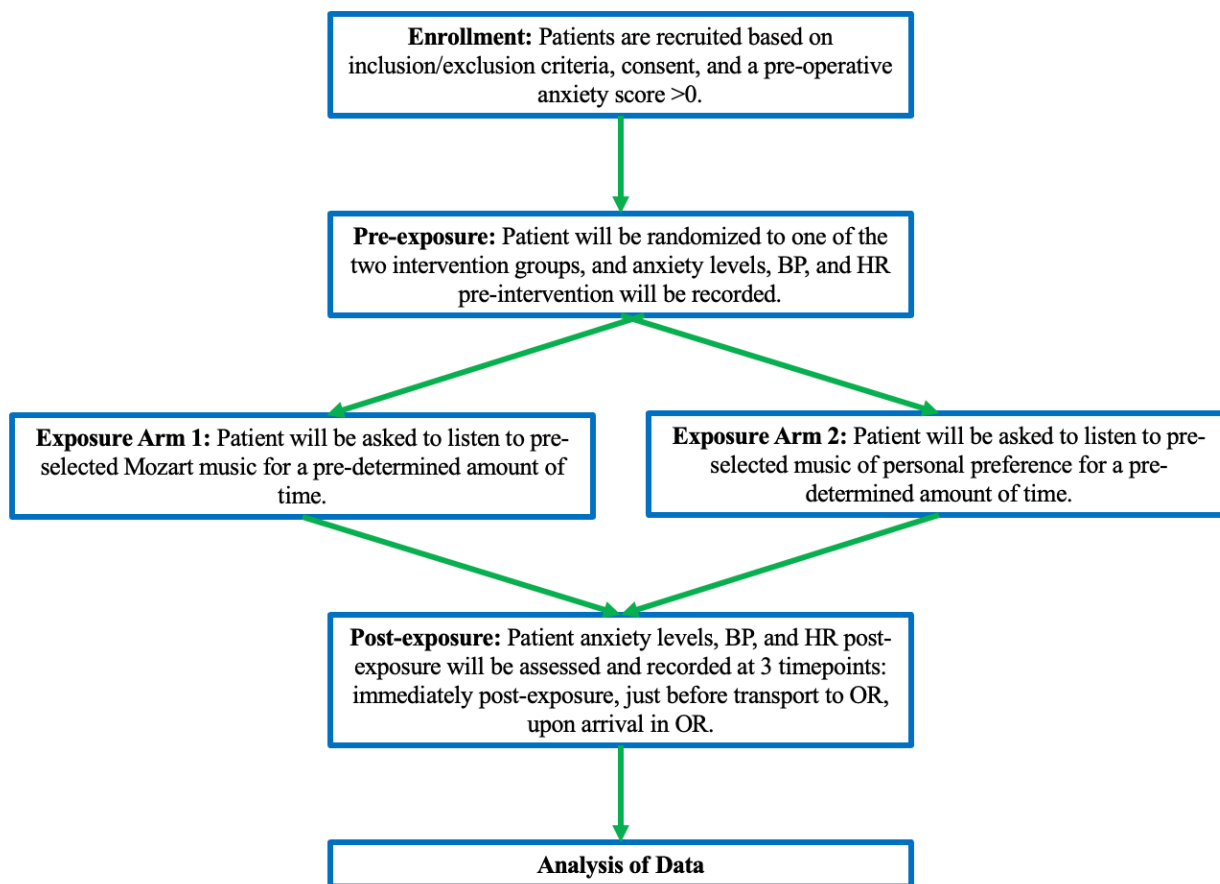 Enrollment: Patients are recruited based on
inclusion/exclusion criteria, consent, and a pre-operative
anxiety score >0.
Pre-exposure: Patient will be randomized to one of the
two intervention groups, and anxiety levels, BP, and HR
pre-intervention will be recorded.
Exposure Arm 1: Patient will be asked to listen to pre-
selected Mozart music for a pre-determined amount of
time.
Exposure Arm 2: Patient will be asked to listen to pre-
selected music of personal preference for a pre-
determined amount of time.
Post-exposure: Patient anxiety levels, BP, and HR post-
exposure will be assessed and recorded at 3 timepoints:
immediately post-exposure, just before transport to OR,
upon arrival in OR.
Analysis of Data